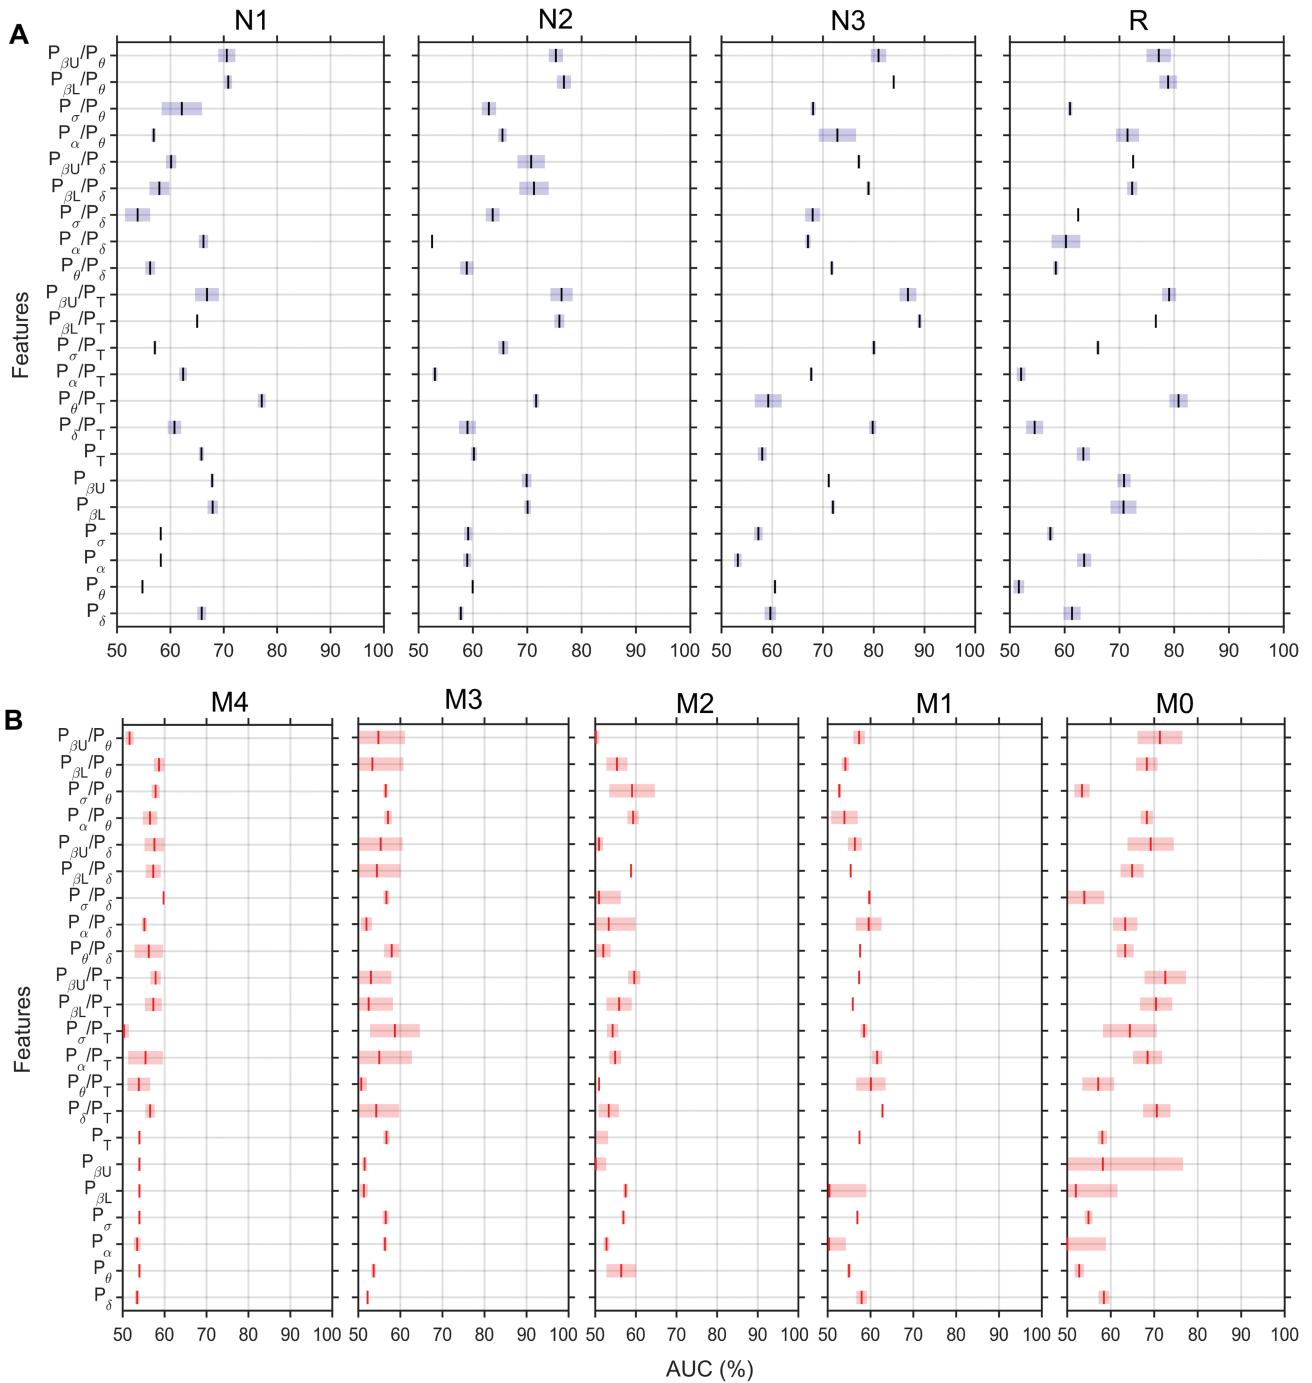 A
N1 N2 N3 R
Features
P_βU/P_θ
P_βL/P_θ
P_σ/P_θ
P_α/P_θ
P_βU/P_δ
P_βL/P_δ
P_σ/P_δ
P_α/P_δ
P_θ/P_δ
P_βU/P_T
P_βL/P_T
P_σ/P_T
P_α/P_T
P_θ/P_T
P_δ/P_T
P_T
P_βU
P_βL
P_σ
P_α
P_θ
P_δ
50 60 70 80 90 100 50 60 70 80 90 100 50 60 70 80 90 100 50 60 70 80 90 100
B
M4 M3 M2 M1 M0
Features
P_βU/P_θ
P_βL/P_θ
P_σ/P_θ
P_α/P_θ
P_βU/P_δ
P_βL/P_δ
P_σ/P_δ
P_α/P_δ
P_θ/P_δ
P_βU/P_T
P_βL/P_T
P_σ/P_T
P_α/P_T
P_θ/P_T
P_δ/P_T
P_T
P_βU
P_βL
P_σ
P_α
P_θ
P_δ
50 60 70 80 90 100 50 60 70 80 90 100 50 60 70 80 90 100 50 60 70 80 90 100 50 60 70 80 90 100
AUC (%)